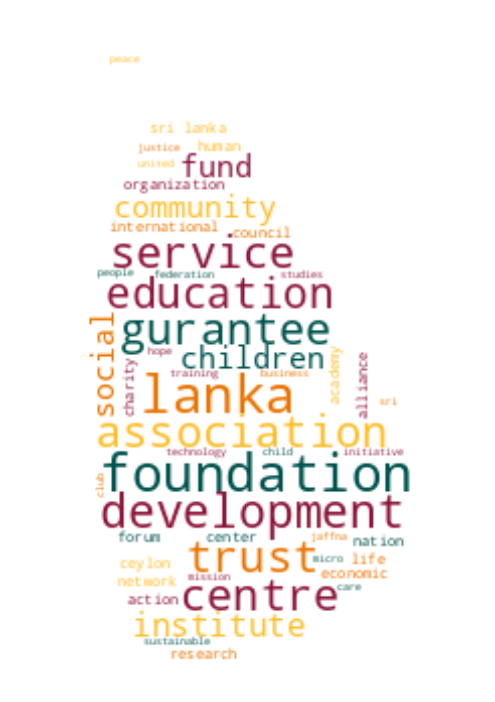 peace
sri lanka
justice human
united fund
organization
community
international council
service
people federation studies
education
social gurantee
hope children
charity training business academy alliance
lanka sri
association
technology child initiative
club foundation
development
forum center jaffna nation
trust micro life
ceylon economic
network mission care
action centre
institute
sustainable
research